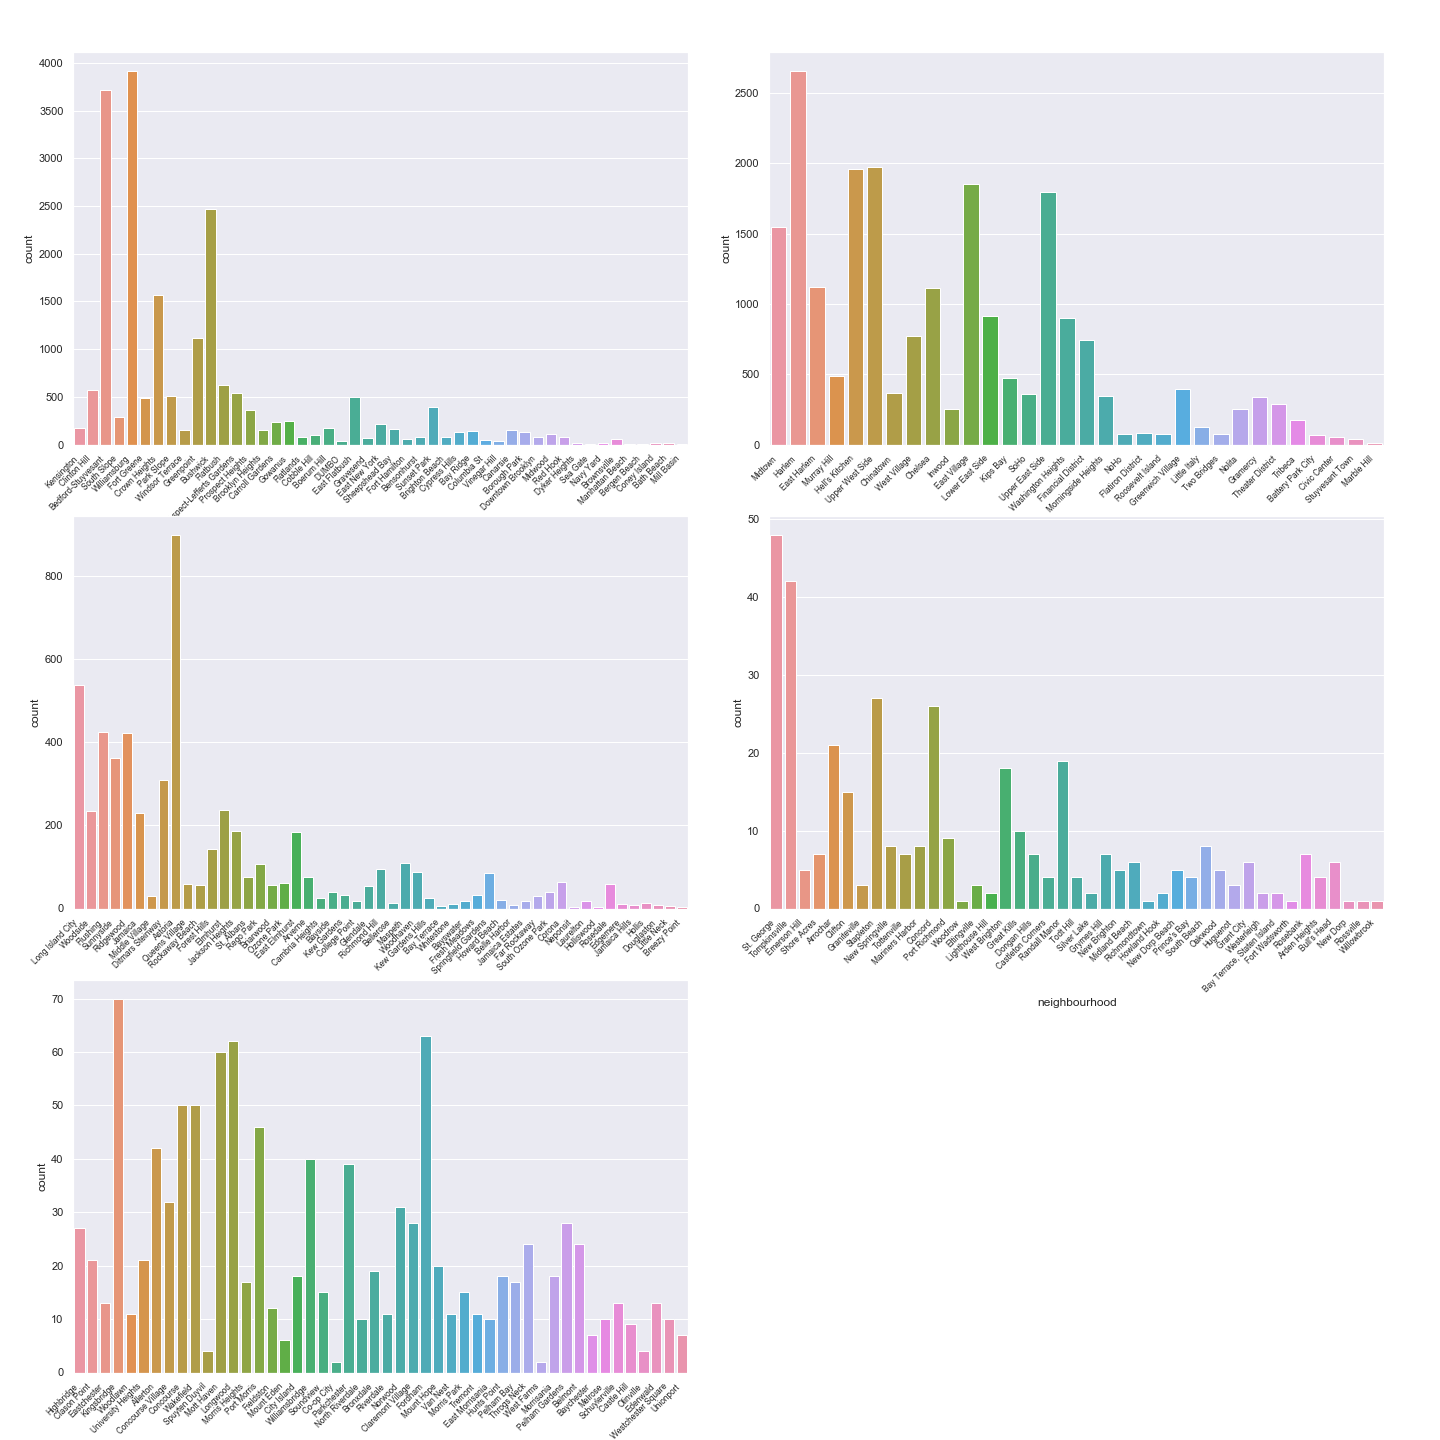 4000
3500
3000
2500
2000
1500
1000
500
0
count
Kensington
Clinton Hill
Bedford-Stuyvesant
South Slope
Williamsburg
Fort Greene
Crown Heights
Park Slope
Windsor Terrace
Greenpoint
Bushwick
Flatbush
spect-Lefferts Gardens
Prospect Heights
Brooklyn Heights
Carroll Gardens
Gowanus
Flatlands
Cobble Hill
Boerum Hill
DUMBO
East Flatbush
Gravesend
East New York
Sheepshead Bay
Fort Hamilton
Bensonhurst
Sunset Park
Brighton Beach
Cypress Hills
Bay Ridge
Columbia St
Vinegar Hill
Canarsie
Borough Park
Downtown Brooklyn
Midwood
Red Hook
Dyker Heights
Sea Gate
Navy Yard
Brownsville
Manhattan Beach
Bergen Beach
Coney Island
Bath Beach
Mill Basin
2500
2000
1500
1000
500
0
count
Midtown
Harlem
East Harlem
Murray Hill
Hell's Kitchen
Upper West Side
Chinatown
West Village
Chelsea
Inwood
East Village
Lower East Side
Kips Bay
SoHo
Upper East Side
Washington Heights
Financial District
Morningside Heights
NoHo
Flatiron District
Roosevelt Island
Greenwich Village
Little Italy
Two Bridges
Nolita
Gramercy
Theater District
Tribeca
Battery Park City
Civic Center
Stuyvesant Town
Marble Hill
800
600
400
200
0
count
Long Island City
Woodside
Flushing
Sunnyside
Ridgewood
Jamaica
Middle Village
Ditmars Steinway
Astoria
Queens Village
Rockaway Beach
Forest Hills
Elmhurst
Jackson Heights
St. Albans
Rego Park
Briarwood
Ozone Park
East Elmhurst
Arverne
Cambria Heights
Bayside
Kew Gardens
College Point
Glendale
Richmond Hill
Bellerose
Maspeth
Woodhaven
Kew Gardens Hills
Bay Terrace
Whitestone
Bayswater
Fresh Meadows
Springfield Gardens
Howard Beach
Belle Harbor
Jamaica Estates
Far Rockaway
South Ozone Park
Corona
Neponsit
Laurelton
Holliswood
Rosedale
Edgemere
Jamaica Hills
Hollis
Douglaston
Little Neck
Breezy Point
50
40
30
20
10
0
count
St. George
Tompkinsville
Emerson Hill
Shore Acres
Arrochar
Clifton
Graniteville
Stapleton
New Springville
Tottenville
Mariners Harbor
Concord
Port Richmond
Woodrow
Eltingville
Lighthouse Hill
West Brighton
Great Kills
Dongan Hills
Castleton Corners
Randall Manor
Todt Hill
Silver Lake
Grymes Hill
New Brighton
Midland Beach
Richmondtown
Howland Hook
New Dorp Beach
Prince's Bay
South Beach
Oakwood
Huguenot
Grant City
Westerleigh
Bay Terrace, Staten Island
Fort Wadsworth
Rosebank
Arden Heights
Bull's Head
New Dorp
Rossville
Willowbrook
neighbourhood
70
60
50
40
30
20
10
0
count
Highbridge
Clason Point
Eastchester
Kingsbridge
Woodlawn
University Heights
Allerton
Concourse Village
Concourse
Wakefield
Spuyten Duyvil
Mott Haven
Longwood
Morris Heights
Port Morris
Fieldston
Mount Eden
City Island
Williamsbridge
Soundview
Co-op City
Parkchester
North Riverdale
Bronxdale
Riverdale
Norwood
Claremont Village
Fordham
Mount Hope
Van Nest
Morris Park
Tremont
East Morrisania
Hunts Point
Pelham Bay
Throgs Neck
West Farms
Morrisania
Pelham Gardens
Belmont
Baychester
Melrose
Schuylerville
Castle Hill
Olinville
Edenwald
Westchester Square
Unionport